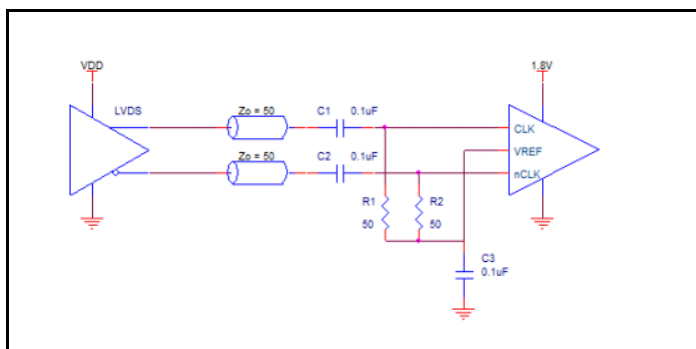 VDD
1.8V
LVDS
Zo = 50
C1
0.1uF
CLK
VREF
Zo = 50
C2
0.1uF
nCLK
R1
50
R2
50
C3
0.1uF